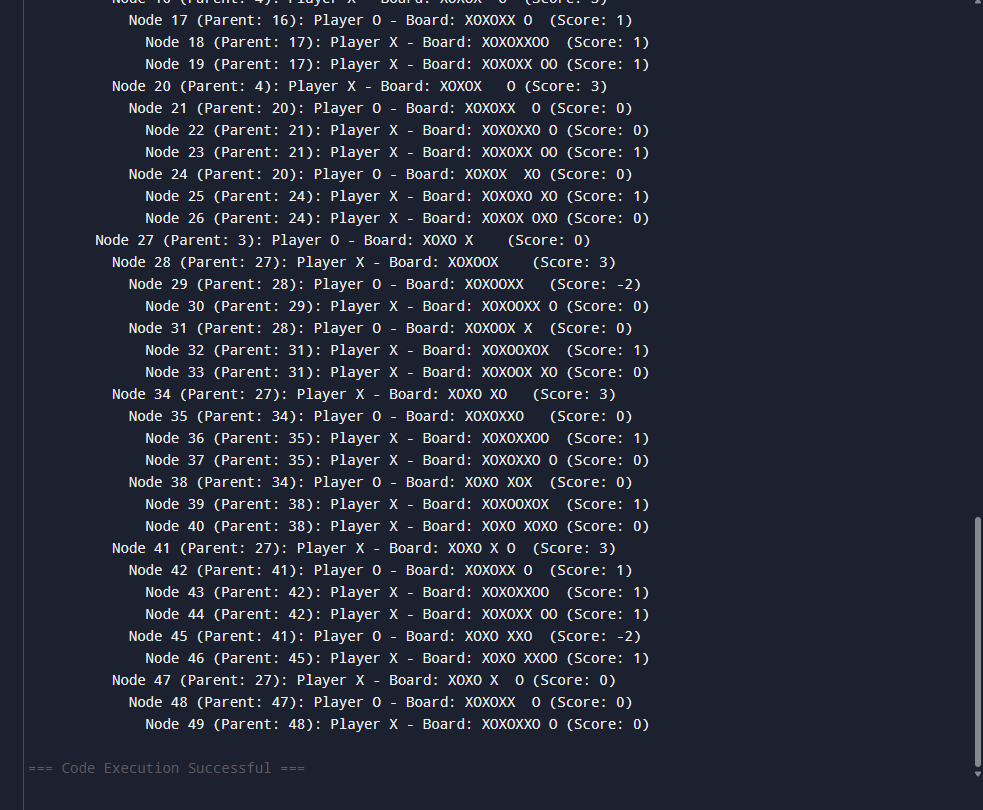 Node 16 (Parent: 4): Player X - Board: XOXOX  O  (Score: 3)
Node 17 (Parent: 16): Player O - Board: XOXOXX O  (Score: 1)
Node 18 (Parent: 17): Player X - Board: XOXOXXOO  (Score: 1)
Node 19 (Parent: 17): Player X - Board: XOXOXX OO (Score: 1)
Node 20 (Parent: 4): Player X - Board: XOXOX   O (Score: 3)
Node 21 (Parent: 20): Player O - Board: XOXOXX  O (Score: 0)
Node 22 (Parent: 21): Player X - Board: XOXOXXO O (Score: 0)
Node 23 (Parent: 21): Player X - Board: XOXOXX OO (Score: 1)
Node 24 (Parent: 20): Player O - Board: XOXOX  XO (Score: 0)
Node 25 (Parent: 24): Player X - Board: XOXOXO XO (Score: 1)
Node 26 (Parent: 24): Player X - Board: XOXOX OXO (Score: 0)
Node 27 (Parent: 3): Player O - Board: XOXO X    (Score: 0)
Node 28 (Parent: 27): Player X - Board: XOXOOX    (Score: 3)
Node 29 (Parent: 28): Player O - Board: XOXOOXX   (Score: -2)
Node 30 (Parent: 29): Player X - Board: XOXOOXX O (Score: 0)
Node 31 (Parent: 28): Player O - Board: XOXOOX X  (Score: 0)
Node 32 (Parent: 31): Player X - Board: XOXOOXOX  (Score: 1)
Node 33 (Parent: 31): Player X - Board: XOXOOX XO (Score: 0)
Node 34 (Parent: 27): Player X - Board: XOXO XO   (Score: 3)
Node 35 (Parent: 34): Player O - Board: XOXOXXO   (Score: 0)
Node 36 (Parent: 35): Player X - Board: XOXOXXOO  (Score: 1)
Node 37 (Parent: 35): Player X - Board: XOXOXXO O (Score: 0)
Node 38 (Parent: 34): Player O - Board: XOXO XOX  (Score: 0)
Node 39 (Parent: 38): Player X - Board: XOXOOXOX  (Score: 1)
Node 40 (Parent: 38): Player X - Board: XOXO XOXO (Score: 0)
Node 41 (Parent: 27): Player X - Board: XOXO X O  (Score: 3)
Node 42 (Parent: 41): Player O - Board: XOXOXX O  (Score: 1)
Node 43 (Parent: 42): Player X - Board: XOXOXXOO  (Score: 1)
Node 44 (Parent: 42): Player X - Board: XOXOXX OO (Score: 1)
Node 45 (Parent: 41): Player O - Board: XOXO XXO  (Score: -2)
Node 46 (Parent: 45): Player X - Board: XOXO XXOO (Score: 1)
Node 47 (Parent: 27): Player X - Board: XOXO X  O (Score: 0)
Node 48 (Parent: 47): Player O - Board: XOXOXX  O (Score: 0)
Node 49 (Parent: 48): Player X - Board: XOXOXXO O (Score: 0)
=== Code Execution Successful ===